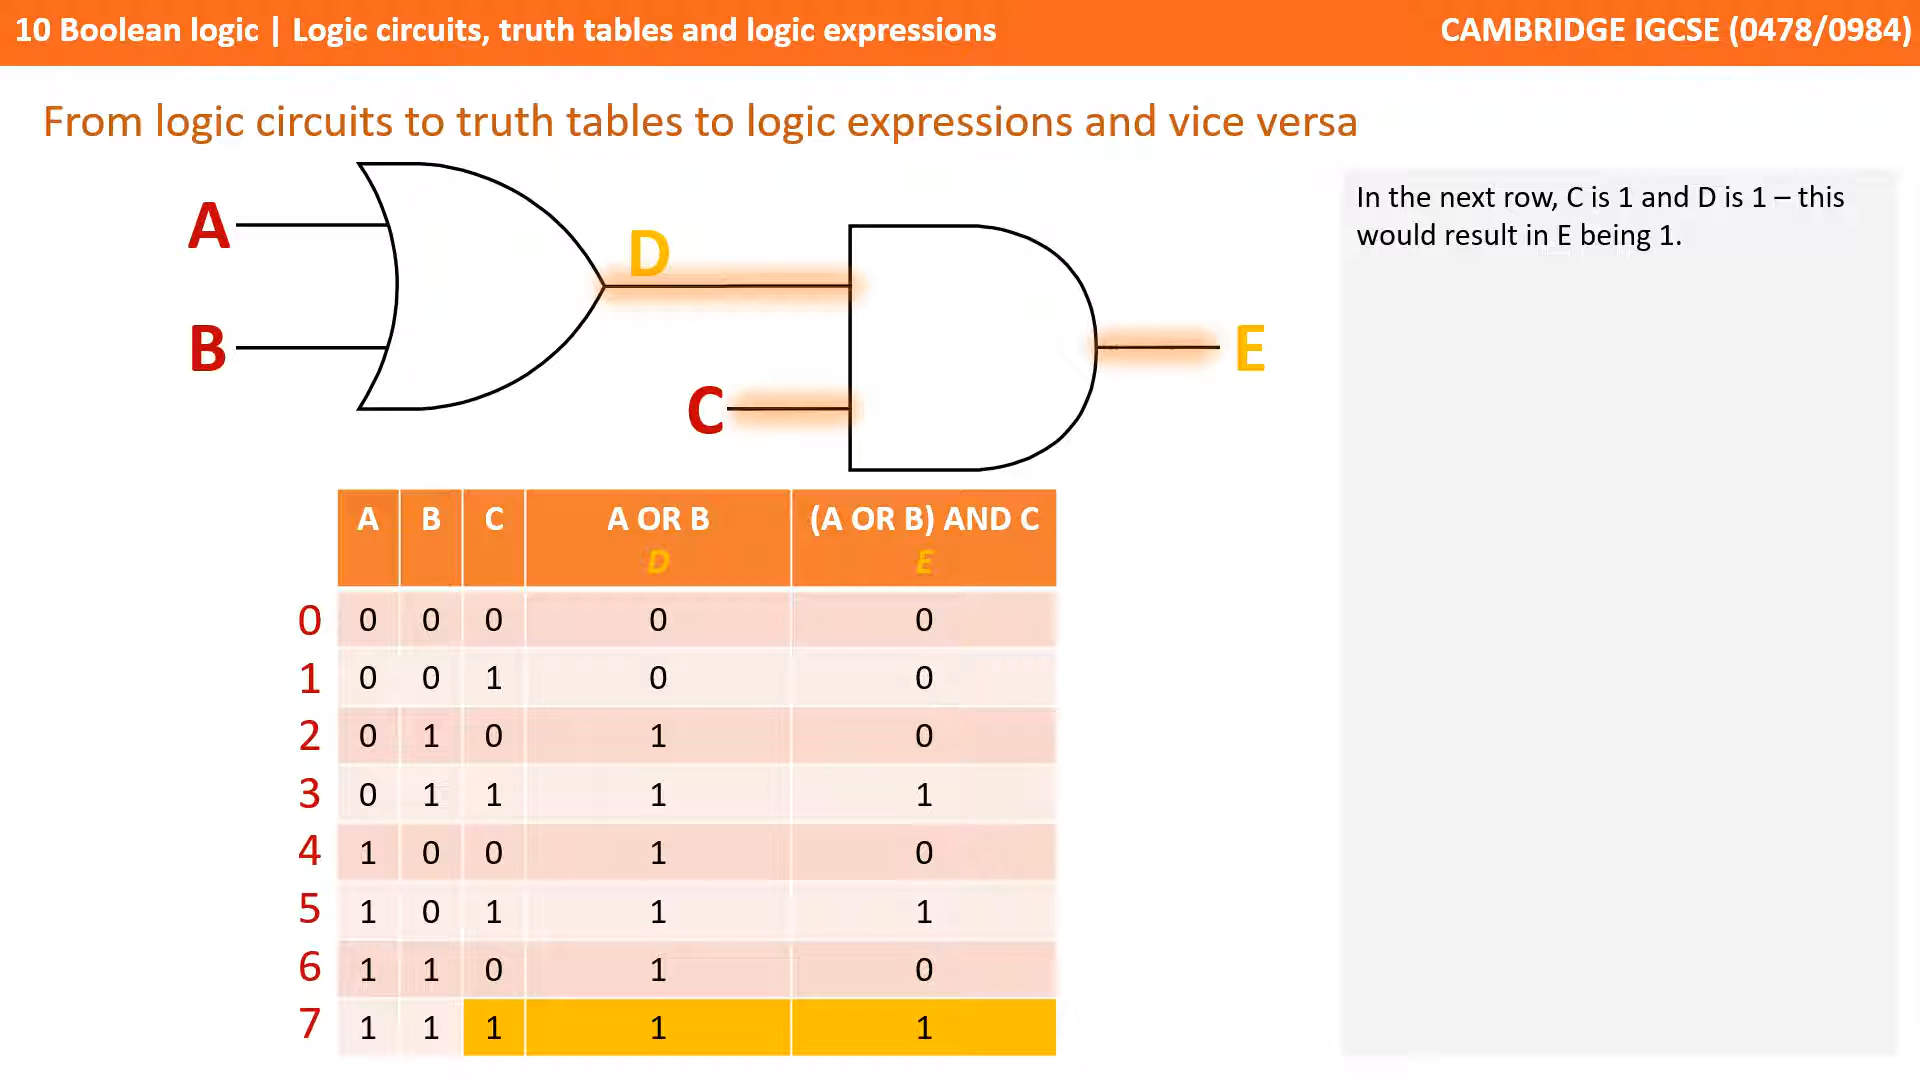 10 Boolean logic | Logic circuits, truth tables and logic expressions
CAMBRIDGE IGCSE (0478/0984)
From logic circuits to truth tables to logic expressions and vice versa
A
B
D
C
E
In the next row, C is 1 and D is 1 – this
would result in E being 1.
A B C A OR B (A OR B) AND C
D E
0 0 0 0 0 0
1 0 0 1 0 0
2 0 1 0 1 0
3 0 1 1 1 1
4 1 0 0 1 0
5 1 0 1 1 1
6 1 1 0 1 0
7 1 1 1 1 1